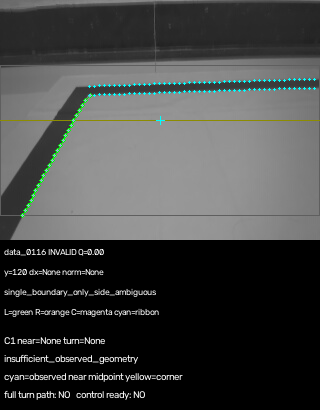 data_0116 INVALID Q=0.00
y=120 dx=None norm=None
single_boundary_only_side_ambiguous
L=green R=orange C=magenta cyan=ribbon
C1 near=None turn=None
insufficient_observed_geometry
cyan=observed near midpoint yellow=corner
full turn path: NO control ready: NO